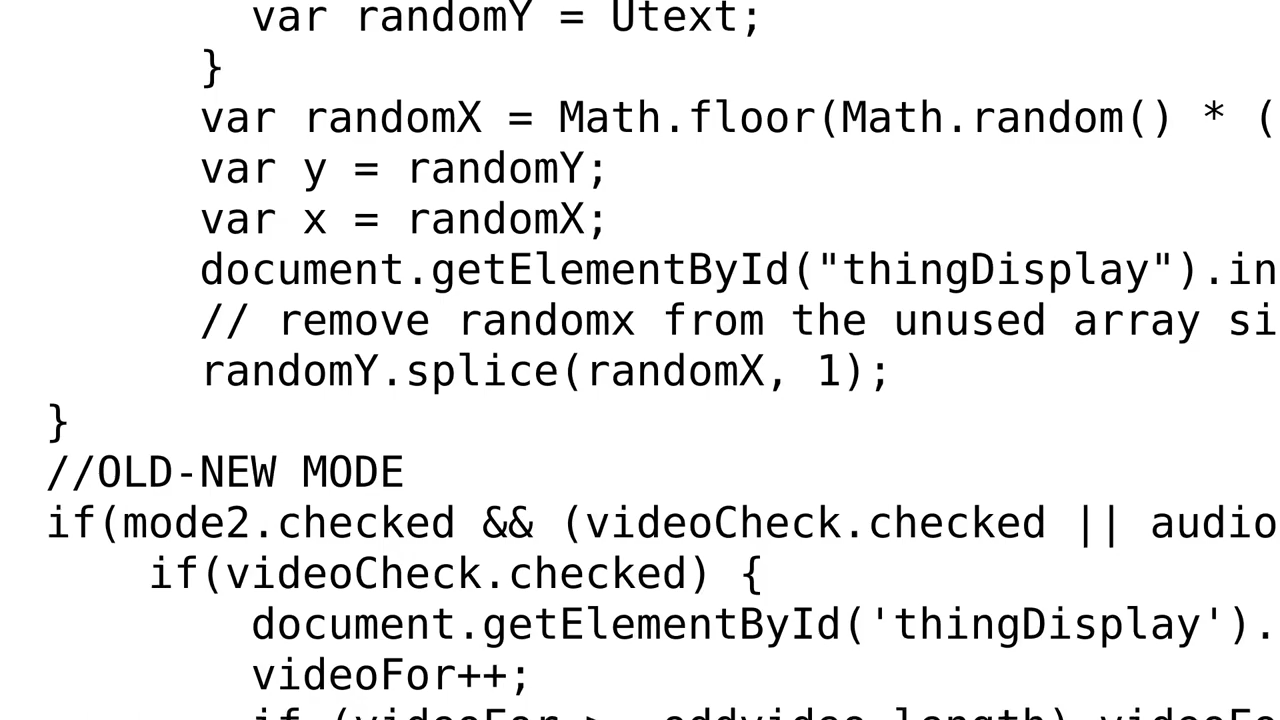 var randomY = Utext;
}
var randomX = Math.floor(Math.random() * (
var y = randomY;
var x = randomX;
document.getElementById("thingDisplay").in
// remove randomx from the unused array si
randomY.splice(randomX, 1);
}
//OLD-NEW MODE
if(mode2.checked && (videoCheck.checked || audio
if(videoCheck.checked) {
document.getElementById('thingDisplay').
videoFor++;
if (videoFor >